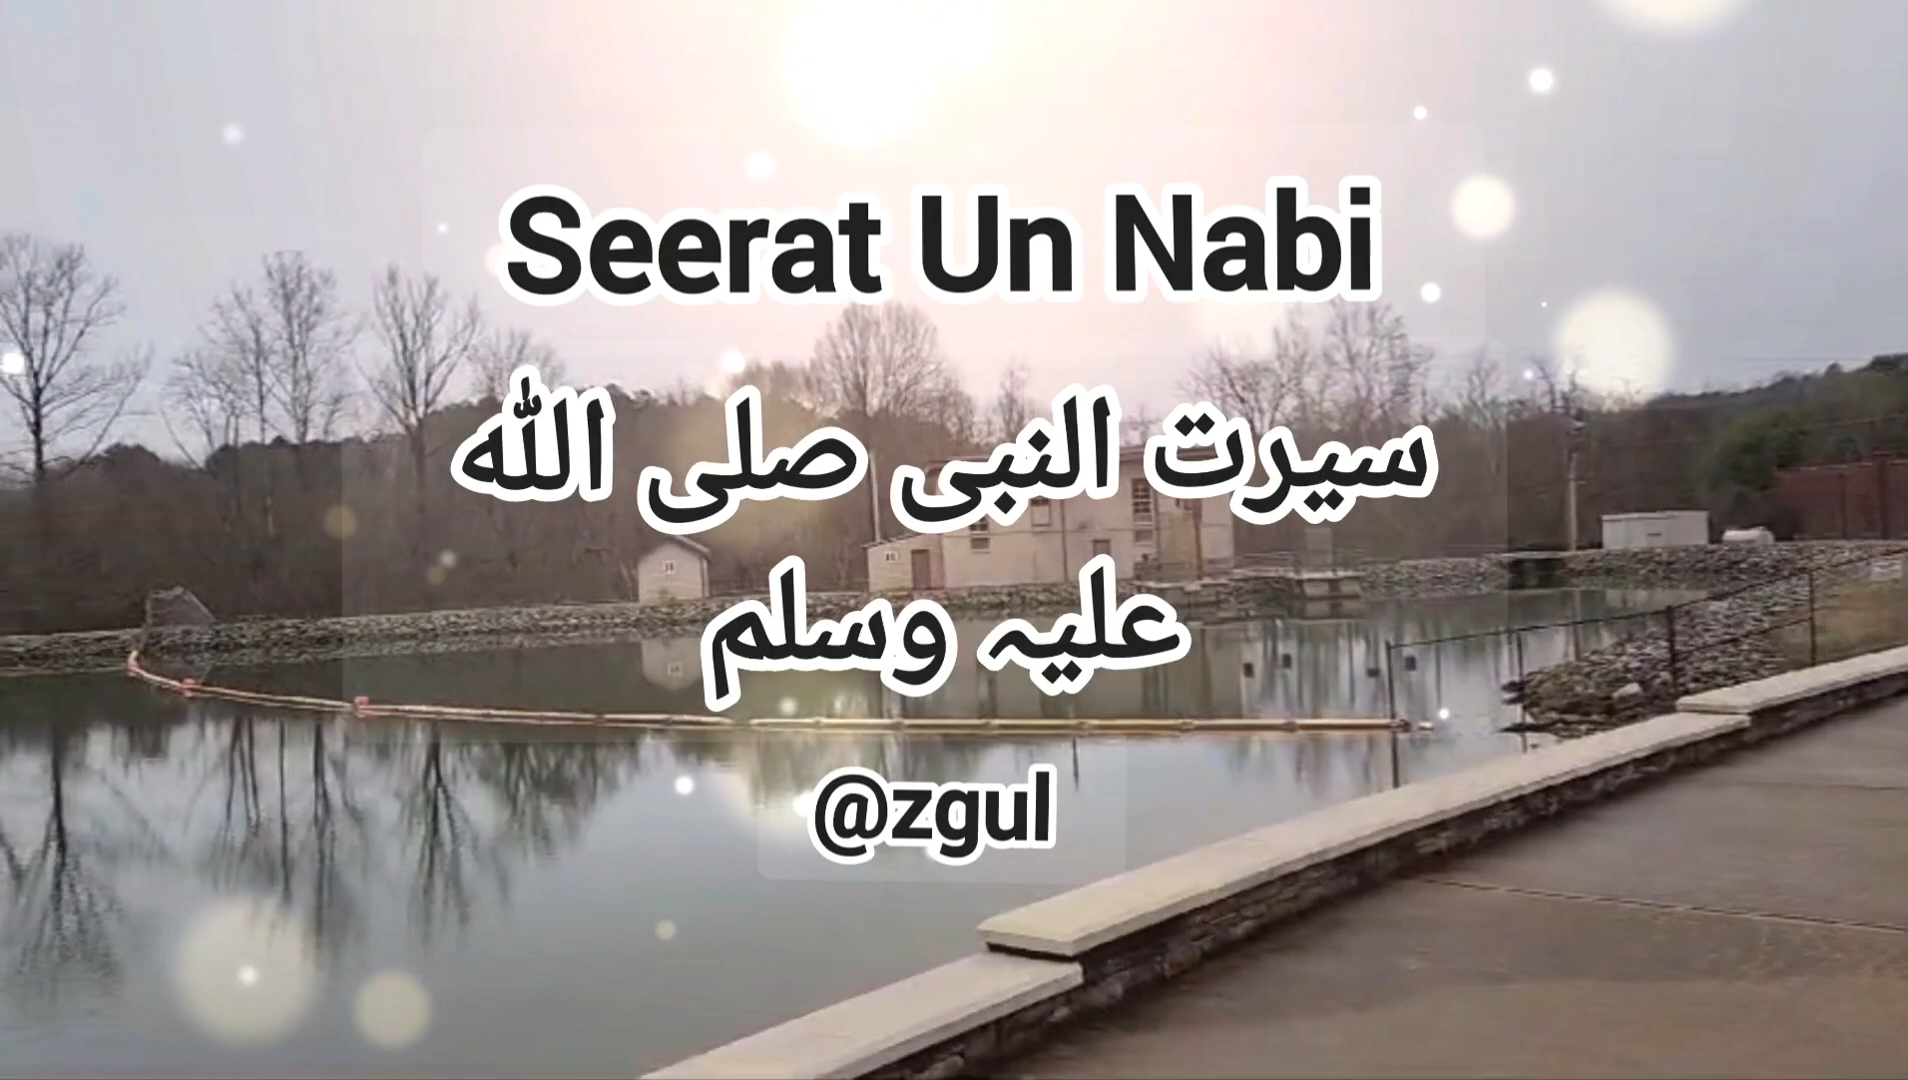 Seerat Un Nabi
سیرت النبی صلی اللہ
علیہ وسلم
@zgul